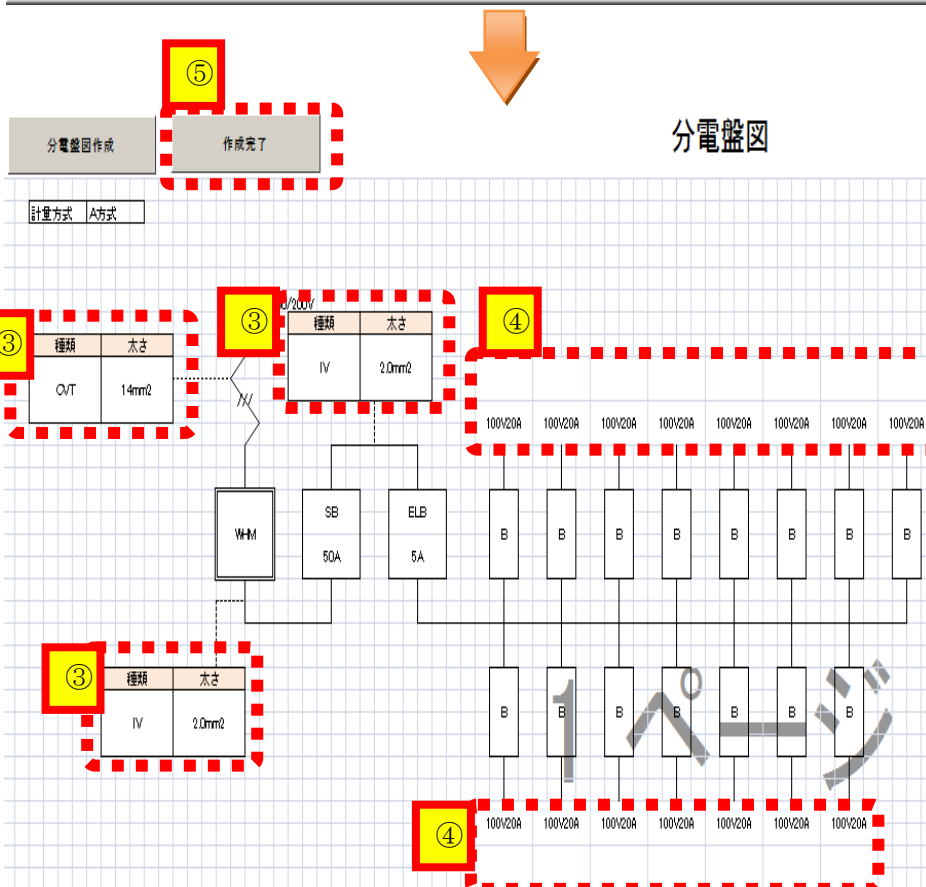 ⑤
分電盤図作成
作成完了
分電盤図
計量方式 A方式
③
種類 太さ
CVT 14mm2
③
0/200V
種類 太さ
IV 2.0mm2
④
100V20A 100V20A 100V20A 100V20A 100V20A 100V20A 100V20A 100V20A
WHM
SB
50A
ELB
5A
B B B B B B B B
③
種類 太さ
IV 2.0mm2
B B B B B B B
1 ページ
④
100V20A 100V20A 100V20A 100V20A 100V20A 100V20A 100V20A